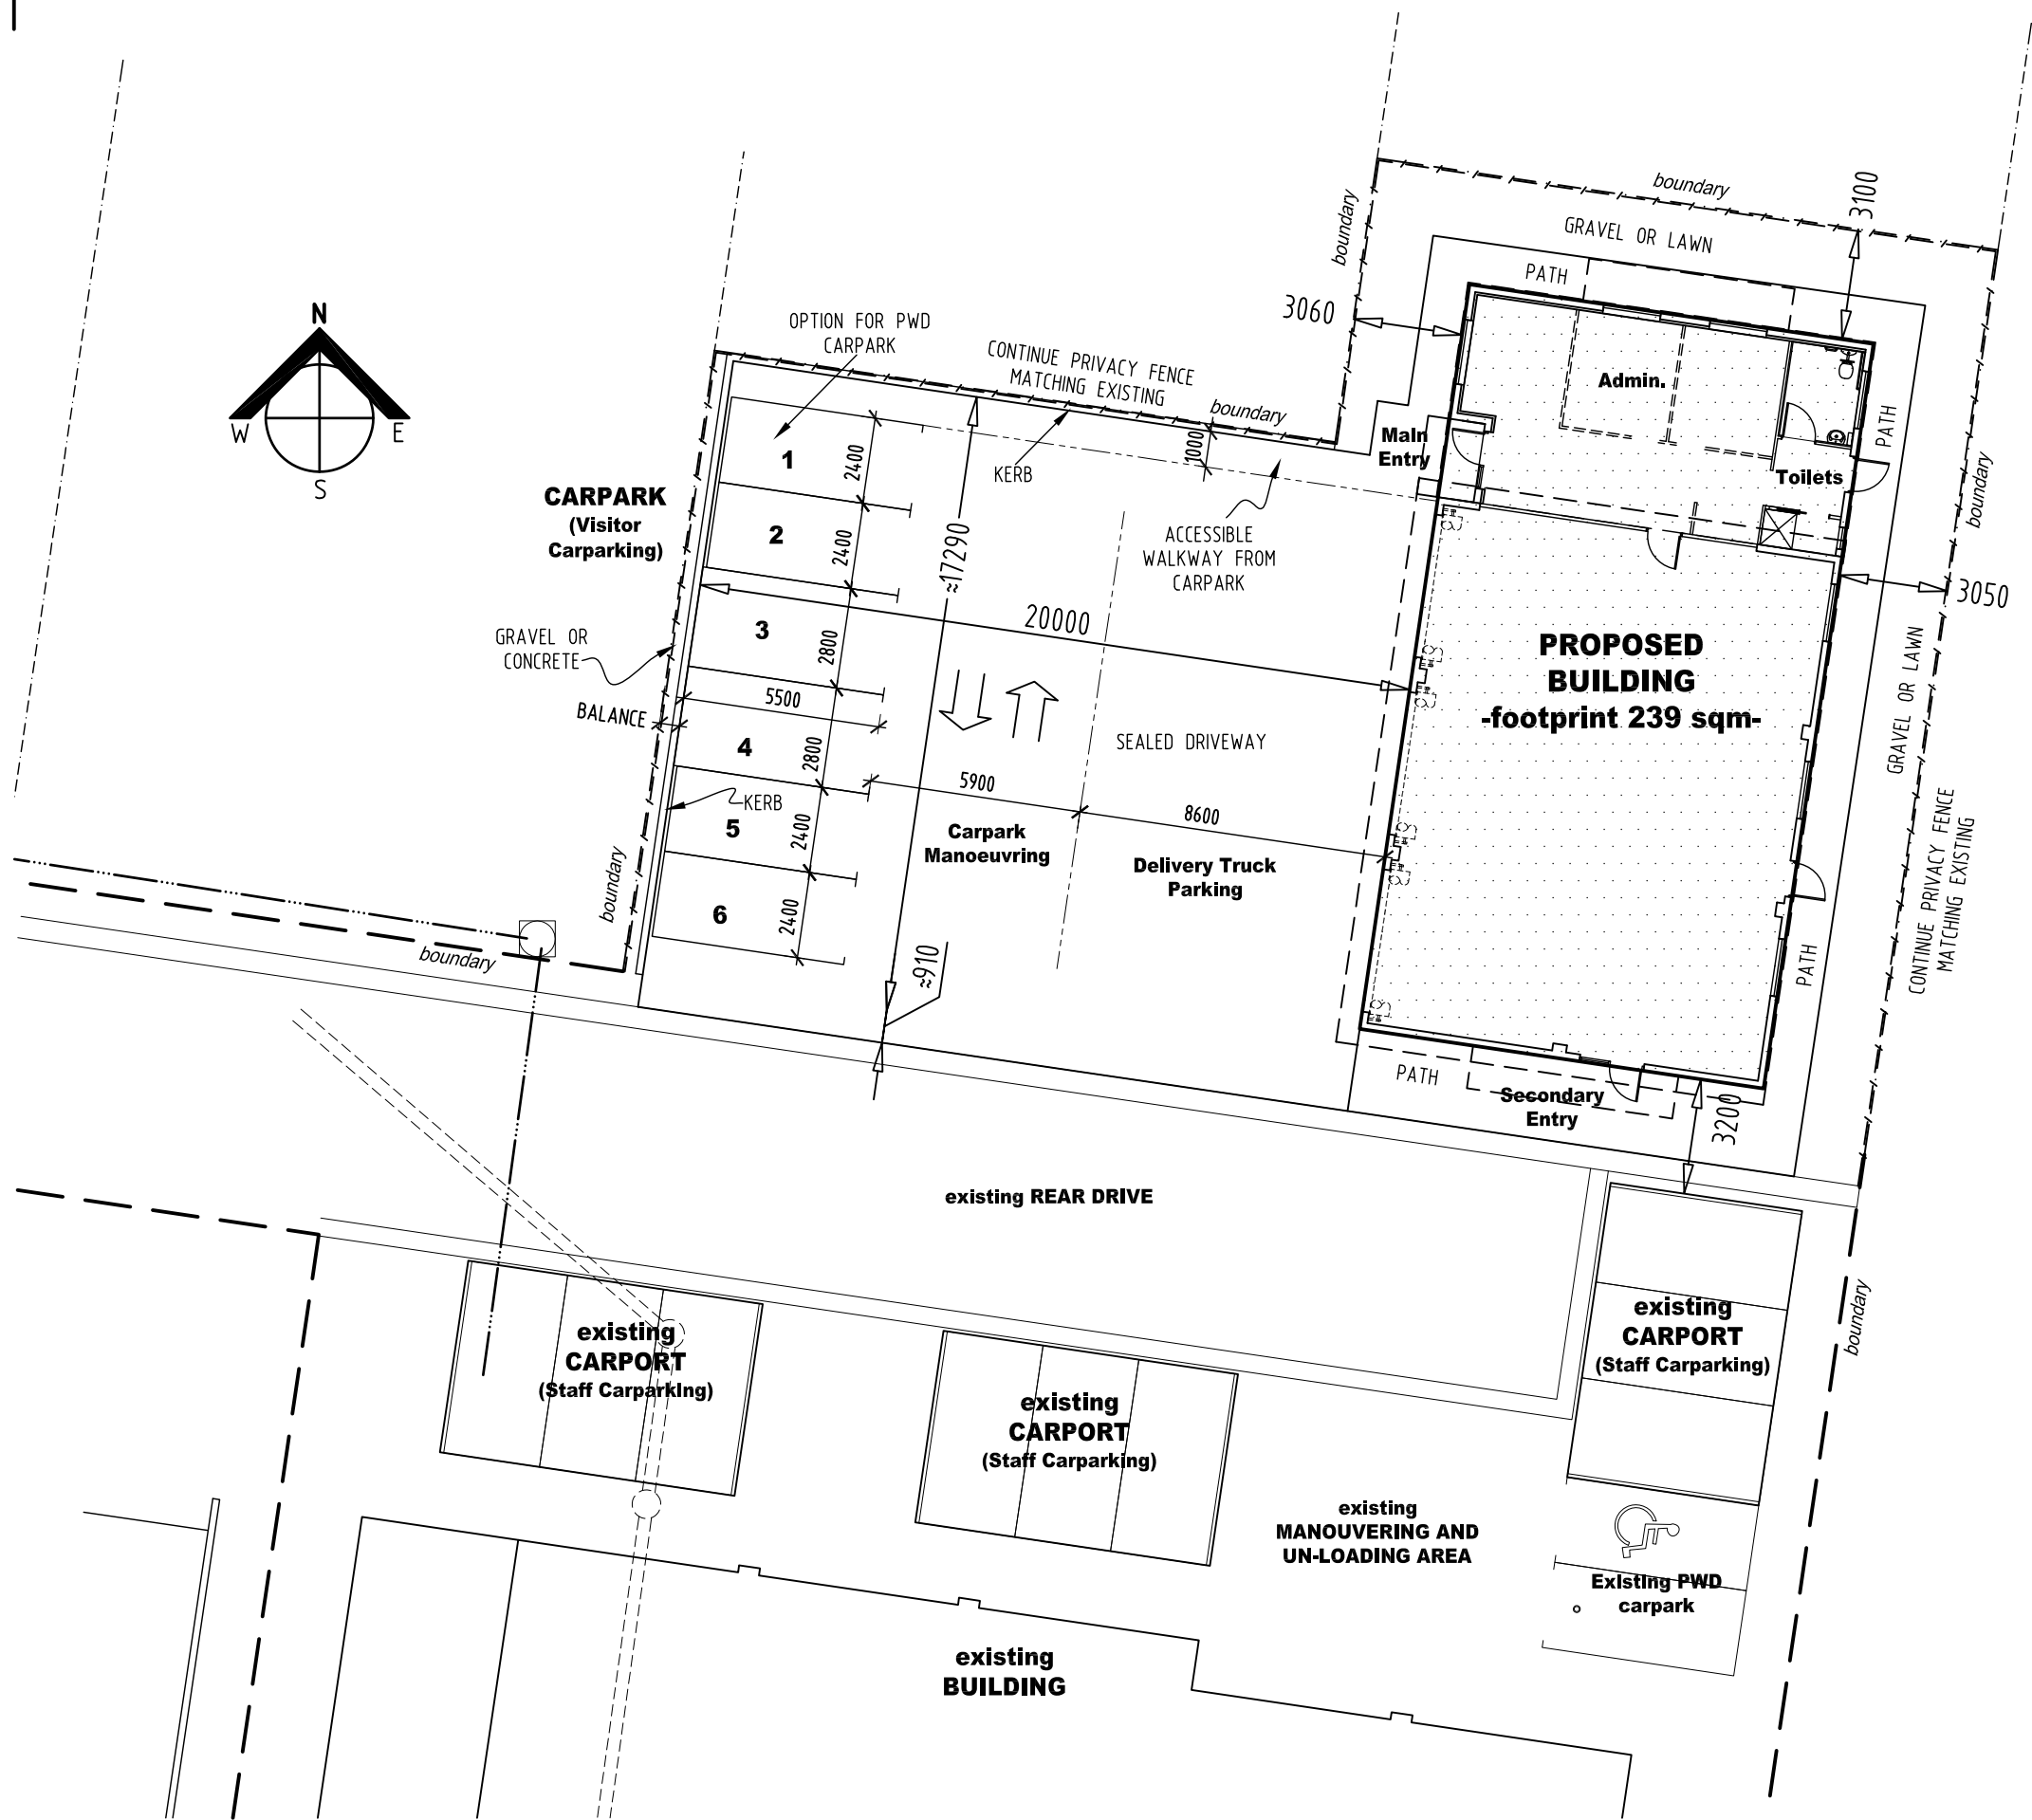 N
W
E
S
boundary
3100
GRAVEL OR LAWN
boundary
PATH
3060
OPTION FOR PWD
CARPARK
CONTINUE PRIVACY FENCE
MATCHING EXISTING
boundary
Admin.
Main
Entry
PATH
1000
1
2400
KERB
Toilets
boundary
CARPARK
(Visitor
Carparking)
2
2400
≈17290
ACCESSIBLE
WALKWAY FROM
CARPARK
3050
20000
GRAVEL OR
CONCRETE
3
2800
PROPOSED
BUILDING
-footprint 239 sqm-
GRAVEL OR LAWN
5500
BALANCE
4
2800
SEALED DRIVEWAY
5900
8600
KERB
5
2400
Carpark
Manoeuvring
Delivery Truck
Parking
CONTINUE PRIVACY FENCE
MATCHING EXISTING
boundary
6
2400
≈910
PATH
boundary
PATH
Secondary
Entry
3200
existing REAR DRIVE
existing
CARPORT
(Staff Carparking)
existing
CARPORT
(Staff Carparking)
existing
CARPORT
(Staff Carparking)
boundary
existing
MANOUVERING AND
UN-LOADING AREA
Existing PWD
carpark
existing
BUILDING